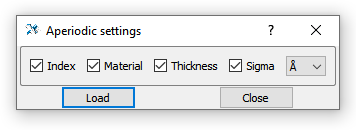 Aperiodic settings ?
Index Material Thickness Sigma Å
Load Close